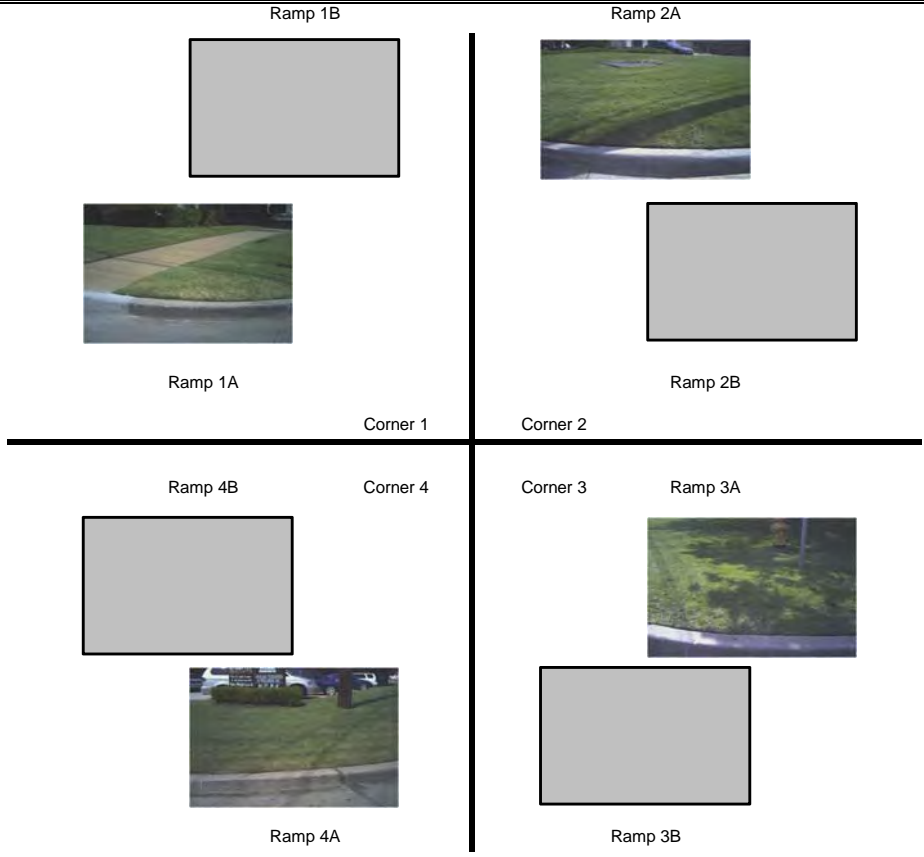 Ramp 1B
Ramp 2A
Ramp 1A
Ramp 2B
Corner 1
Corner 2
Ramp 4B
Corner 4
Corner 3
Ramp 3A
Ramp 4A
Ramp 3B